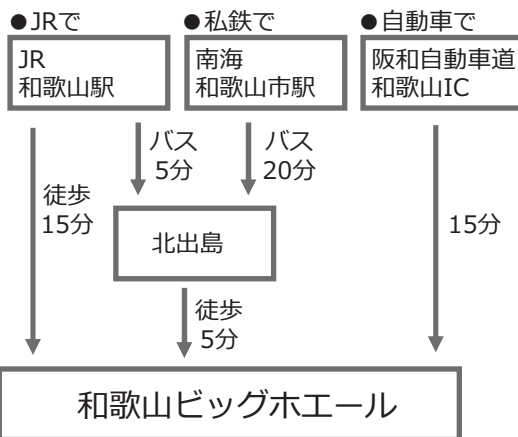 ●JRで
JR
和歌山駅
●私鉄で
南海
和歌山市駅
●自動車で
阪和自動車道
和歌山IC
バス
5分
バス
20分
徒歩
15分
北出島
15分
徒歩
5分
和歌山ビッグホエール